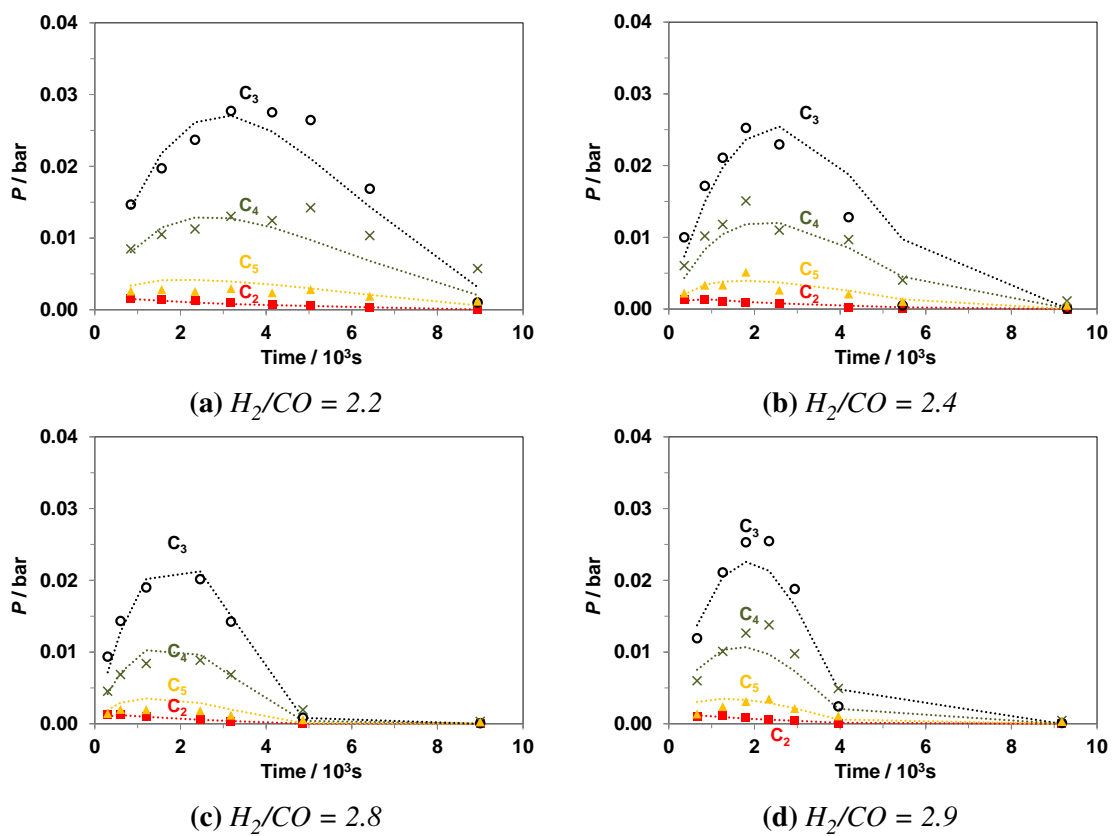 0.04
0.03
0.02
0.01
0.00
P / bar
C3
C4
C5
C2
0 2 4 6 8 10
Time / 10³s
(a) H2/CO = 2.2
0.04
0.03
0.02
0.01
0.00
P / bar
C3
C4
C5
C2
0 2 4 6 8 10
Time / 10³s
(b) H2/CO = 2.4
0.04
0.03
0.02
0.01
0.00
P / bar
C3
C4
C5
C2
0 2 4 6 8 10
Time / 10³s
(c) H2/CO = 2.8
0.04
0.03
0.02
0.01
0.00
P / bar
C3
C4
C5
C2
0 2 4 6 8 10
Time / 10³s
(d) H2/CO = 2.9